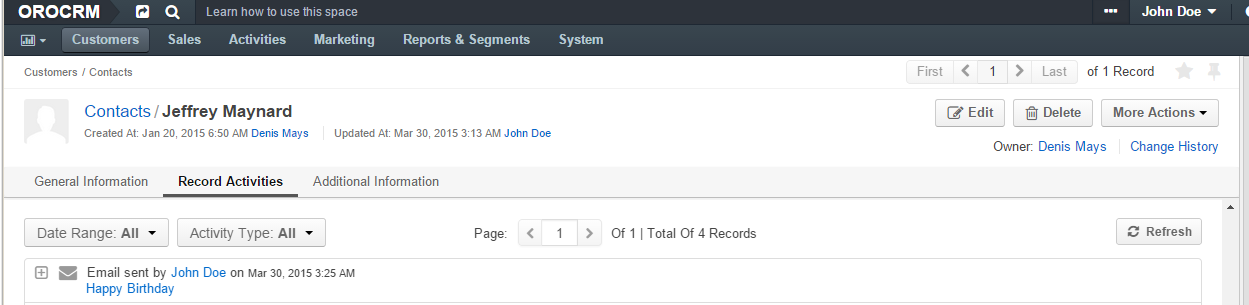 OROCRM Learn how to use this space ••• John Doe
Customers Sales Activities Marketing Reports & Segments System
Customers / Contacts First 1 Last of 1 Record
Contacts / Jeffrey Maynard Edit Delete More Actions
Created At: Jan 20, 2015 6:50 AM Denis Mays Updated At: Mar 30, 2015 3:13 AM John Doe
Owner: Denis Mays Change History
General Information Record Activities Additional Information
Date Range: All Activity Type: All Page: 1 Of 1 | Total Of 4 Records Refresh
Email sent by John Doe on Mar 30, 2015 3:25 AM
Happy Birthday